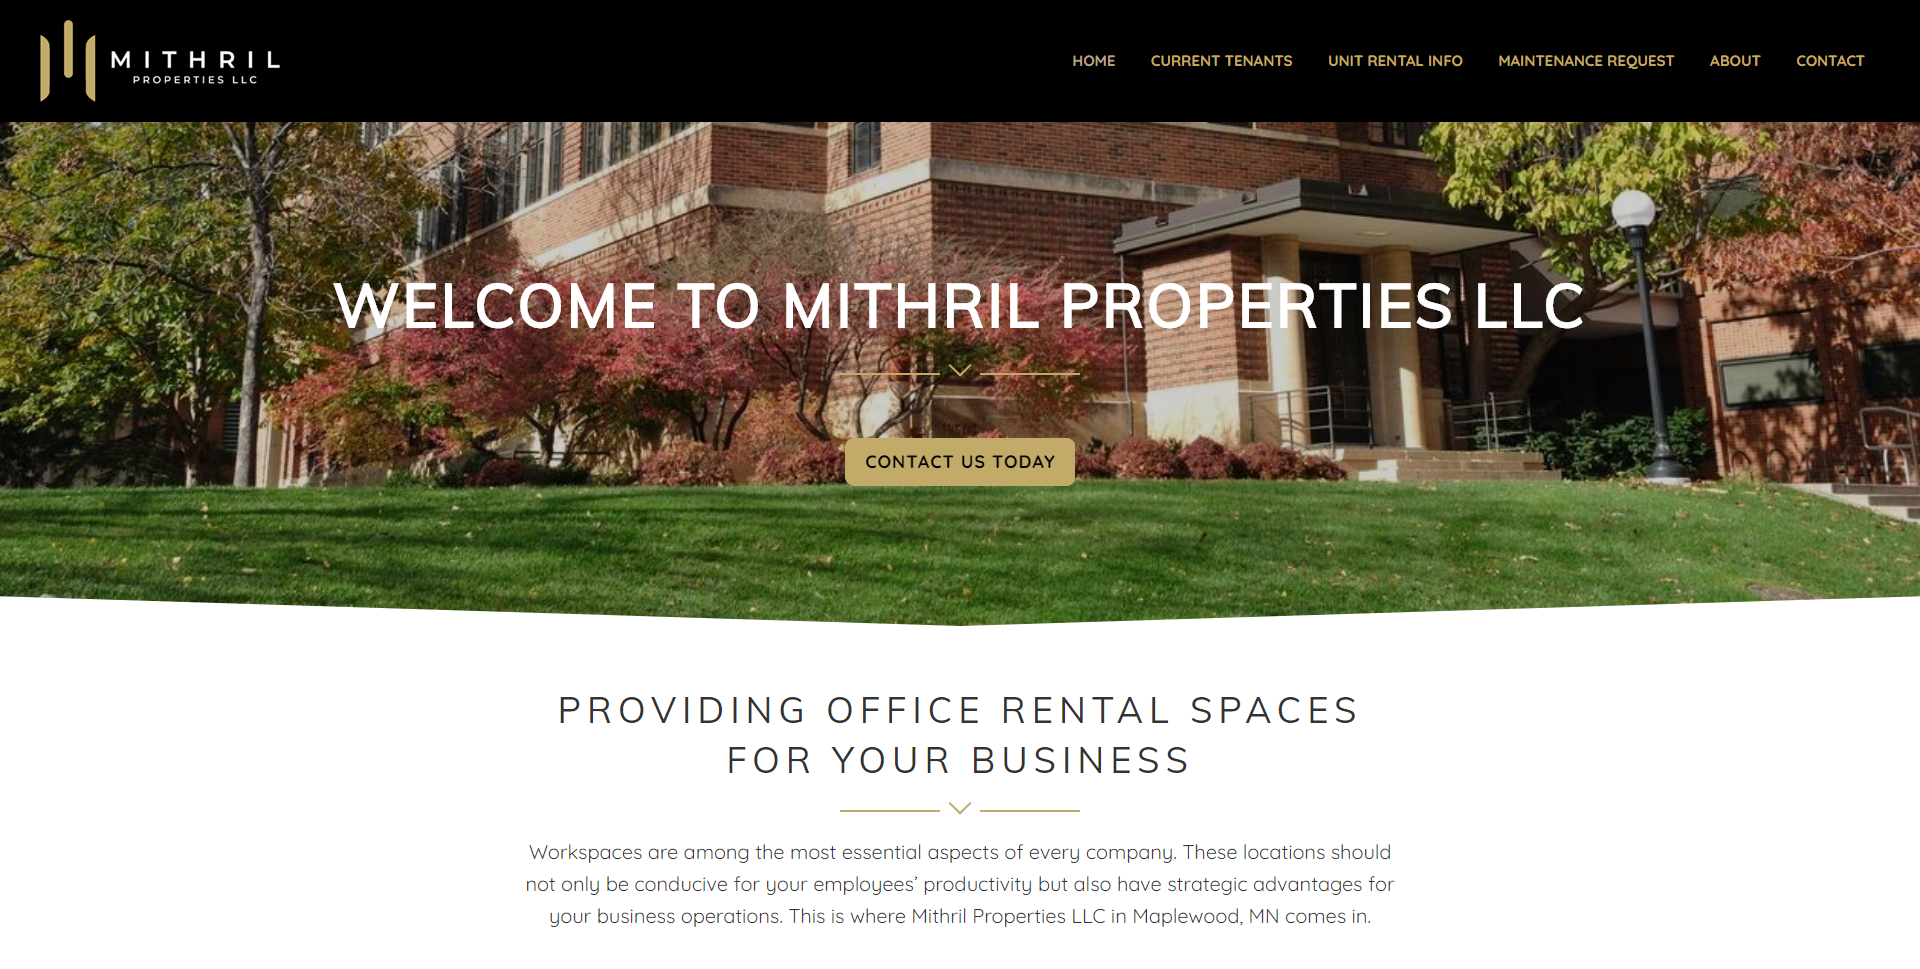 MITHRIL
PROPERTIES LLC
HOME CURRENT TENANTS UNIT RENTAL INFO MAINTENANCE REQUEST ABOUT CONTACT
WELCOME TO MITHRIL PROPERTIES LLC
CONTACT US TODAY
PROVIDING OFFICE RENTAL SPACES
FOR YOUR BUSINESS
Workspaces are among the most essential aspects of every company. These locations should
not only be conducive for your employees’ productivity but also have strategic advantages for
your business operations. This is where Mithril Properties LLC in Maplewood, MN comes in.